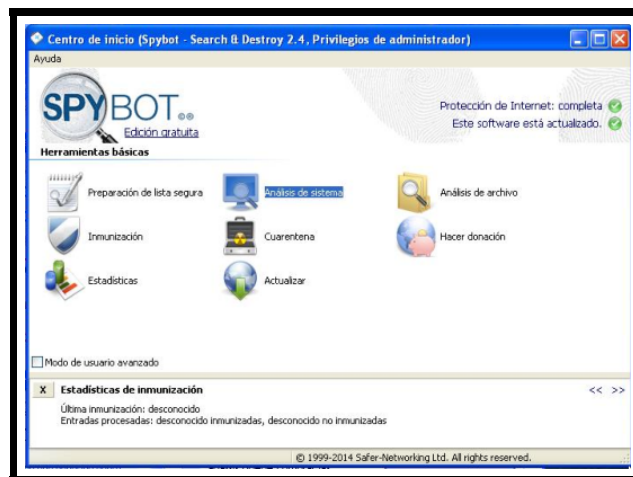 Centro de inicio (Spybot - Search & Destroy 2.4, Privilegios de administrador)
Ayuda
SPYBOT
Edición gratuita
Protección de Internet: completa
Este software está actualizado.
Herramientas básicas
Preparación de lista segura
Análisis de sistema
Análisis de archivo
Inmunización
Cuarentena
Hacer donación
Estadísticas
Actualizar
Modo de usuario avanzado
X Estadísticas de inmunización << >>
Última inmunización: desconocido
Entradas procesadas: desconocido inmunizadas, desconocido no inmunizadas
© 1999-2014 Safer-Networking Ltd. All rights reserved.